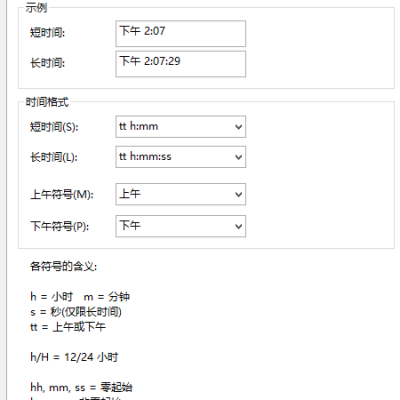 示例
短时间: 下午 2:07
长时间: 下午 2:07:29
时间格式
短时间(S): tt h:mm
长时间(L): tt h:mm:ss
上午符号(M): 上午
下午符号(P): 下午
各符号的含义:
h = 小时 m = 分钟
s = 秒(仅限长时间)
tt = 上午或下午
h/H = 12/24 小时
hh, mm, ss = 零起始